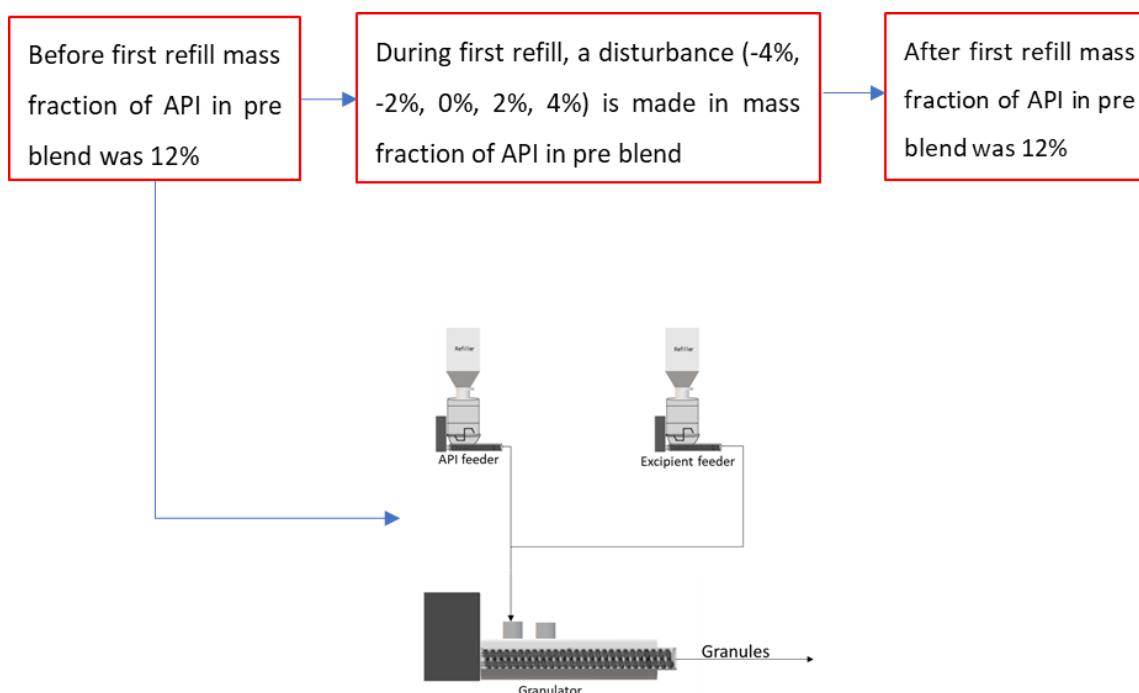 Before first refill mass
fraction of API in pre
blend was 12%
During first refill, a disturbance (-4%,
-2%, 0%, 2%, 4%) is made in mass
fraction of API in pre blend
After first refill mass
fraction of API in pre
blend was 12%
Refiller
Refiller
API feeder
Excipient feeder
Granules
Granulator